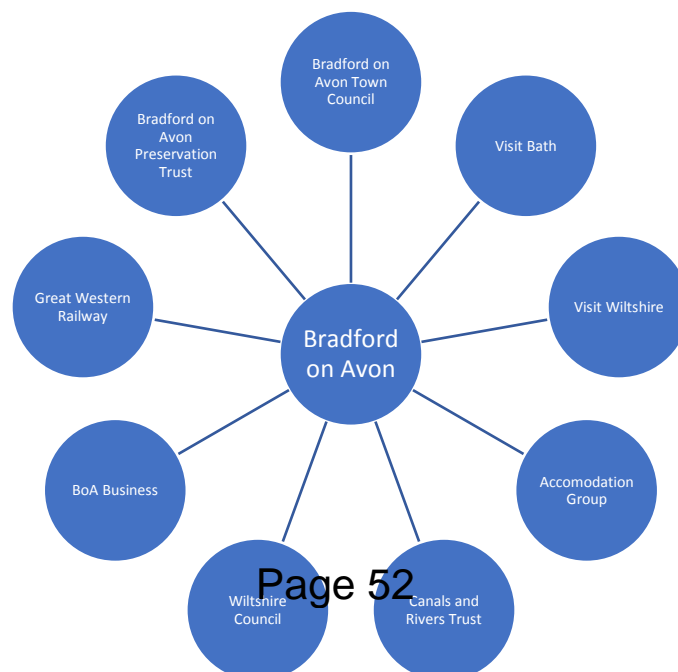 Bradford on
Avon Town
Council
Bradford on
Avon
Preservation
Trust
Visit Bath
Great Western
Railway
Visit Wiltshire
Bradford
on Avon
BoA Business
Accomodation
Group
Page 52
Wiltshire
Council
Canals and
Rivers Trust